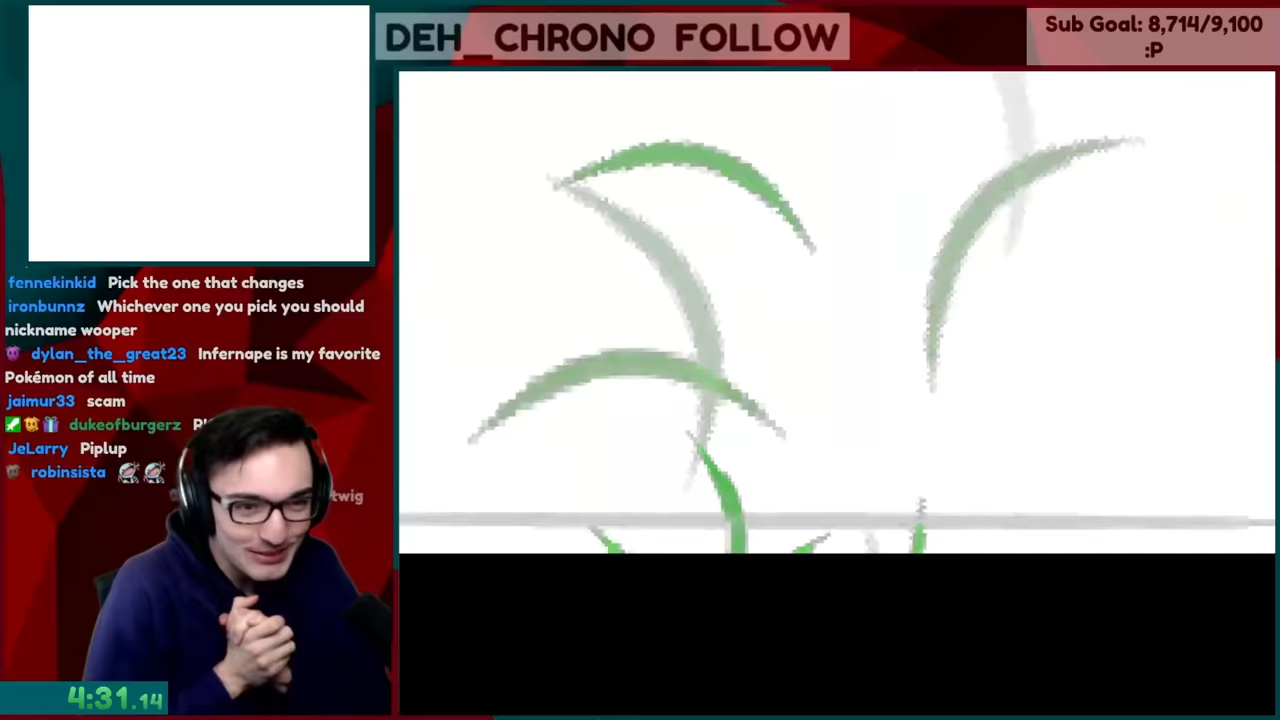 DEH_CHRONO FOLLOW
Sub Goal: 8,714/9,100
:P
fennekinkid Pick the one that changes
ironbunnz Whichever one you pick you should
nickname wooper
dylan_the_great23 Infernape is my favorite
Pokémon of all time
jaimur33 scam
dukeofburgerz
JeLarry Piplup
robinsista
twig
4:31.14